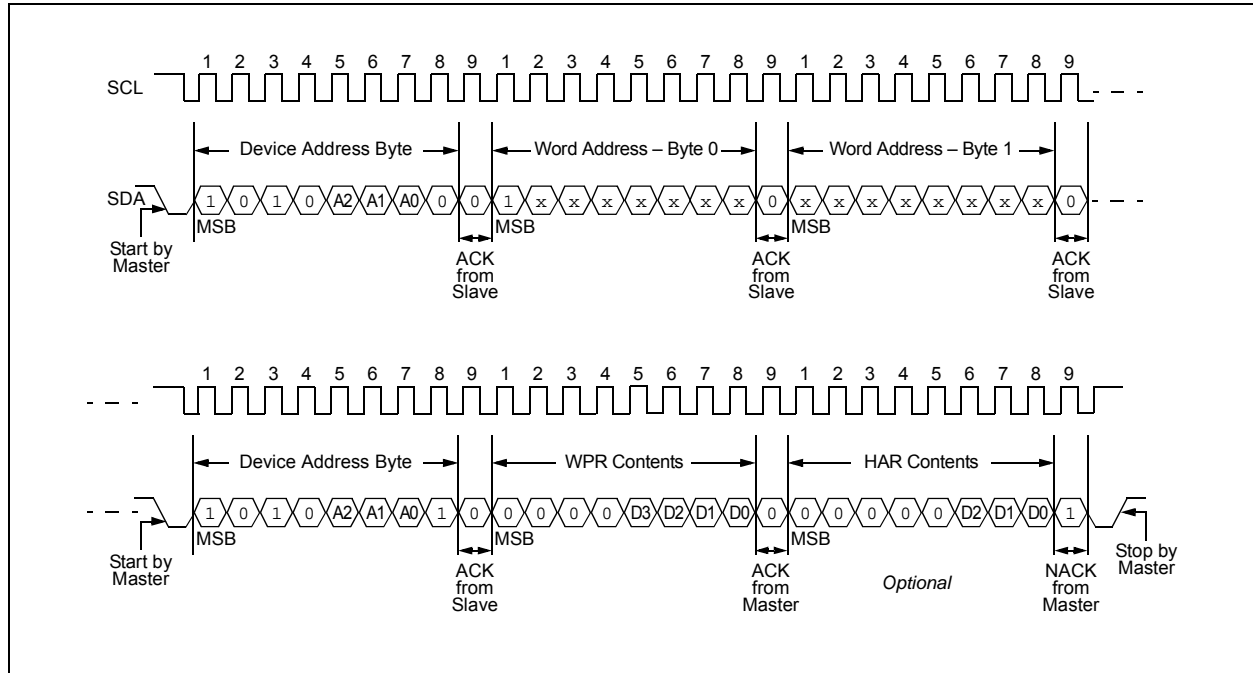 1 2 3 4 5 6 7 8 9 1 2 3 4 5 6 7 8 9 1 2 3 4 5 6 7 8 9
SCL
Device Address Byte
Word Address – Byte 0
Word Address – Byte 1
SDA
1 0 1 0 A2 A1 A0 0 0 1 x x x x x x x 0 x x x x x x x x 0
MSB
MSB
MSB
Start by
Master
ACK
from
Slave
ACK
from
Slave
ACK
from
Slave
1 2 3 4 5 6 7 8 9 1 2 3 4 5 6 7 8 9 1 2 3 4 5 6 7 8 9
Device Address Byte
WPR Contents
HAR Contents
1 0 1 0 A2 A1 A0 1 0 0 0 0 0 D3 D2 D1 D0 0 0 0 0 0 0 D2 D1 D0 1
MSB
MSB
MSB
Start by
Master
ACK
from
Slave
ACK
from
Master
Optional
NACK
from
Master
Stop by
Master